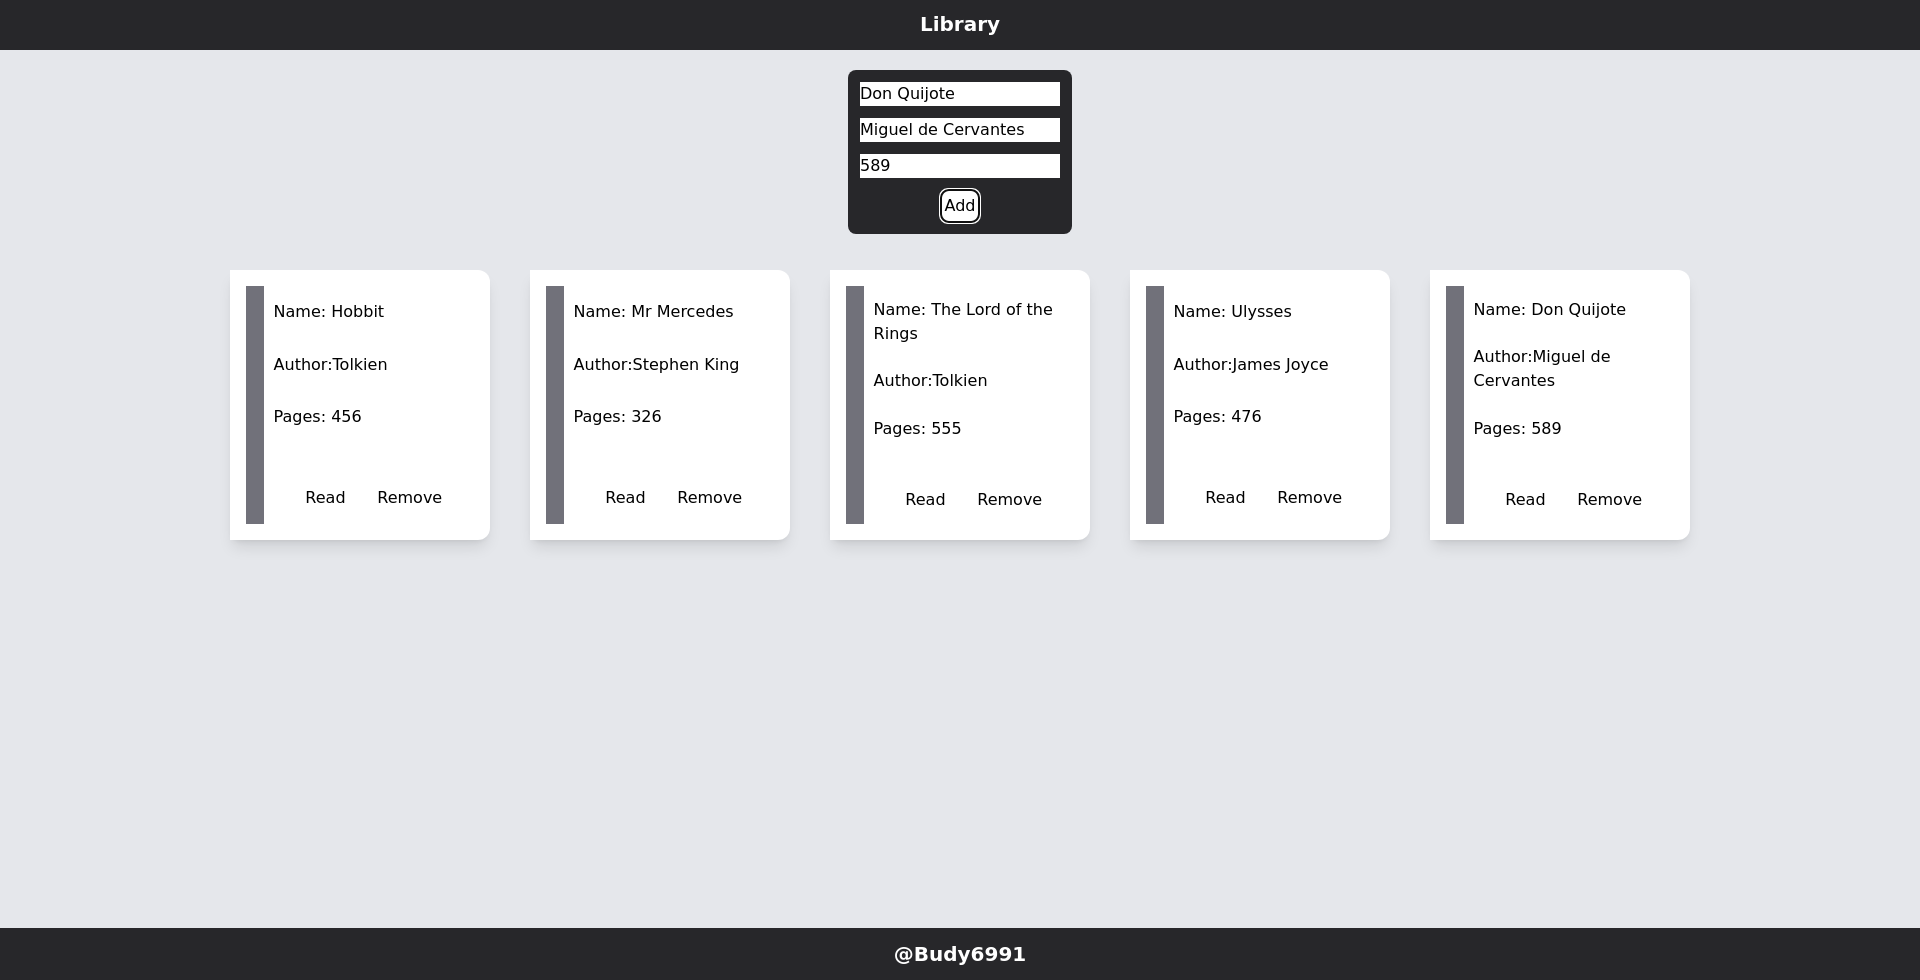 Library
Don Quijote
Miguel de Cervantes
589
Add
Name: Hobbit
Author:Tolkien
Pages: 456
Read Remove
Name: Mr Mercedes
Author:Stephen King
Pages: 326
Read Remove
Name: The Lord of the
Rings
Author:Tolkien
Pages: 555
Read Remove
Name: Ulysses
Author:James Joyce
Pages: 476
Read Remove
Name: Don Quijote
Author:Miguel de
Cervantes
Pages: 589
Read Remove
@Budy6991